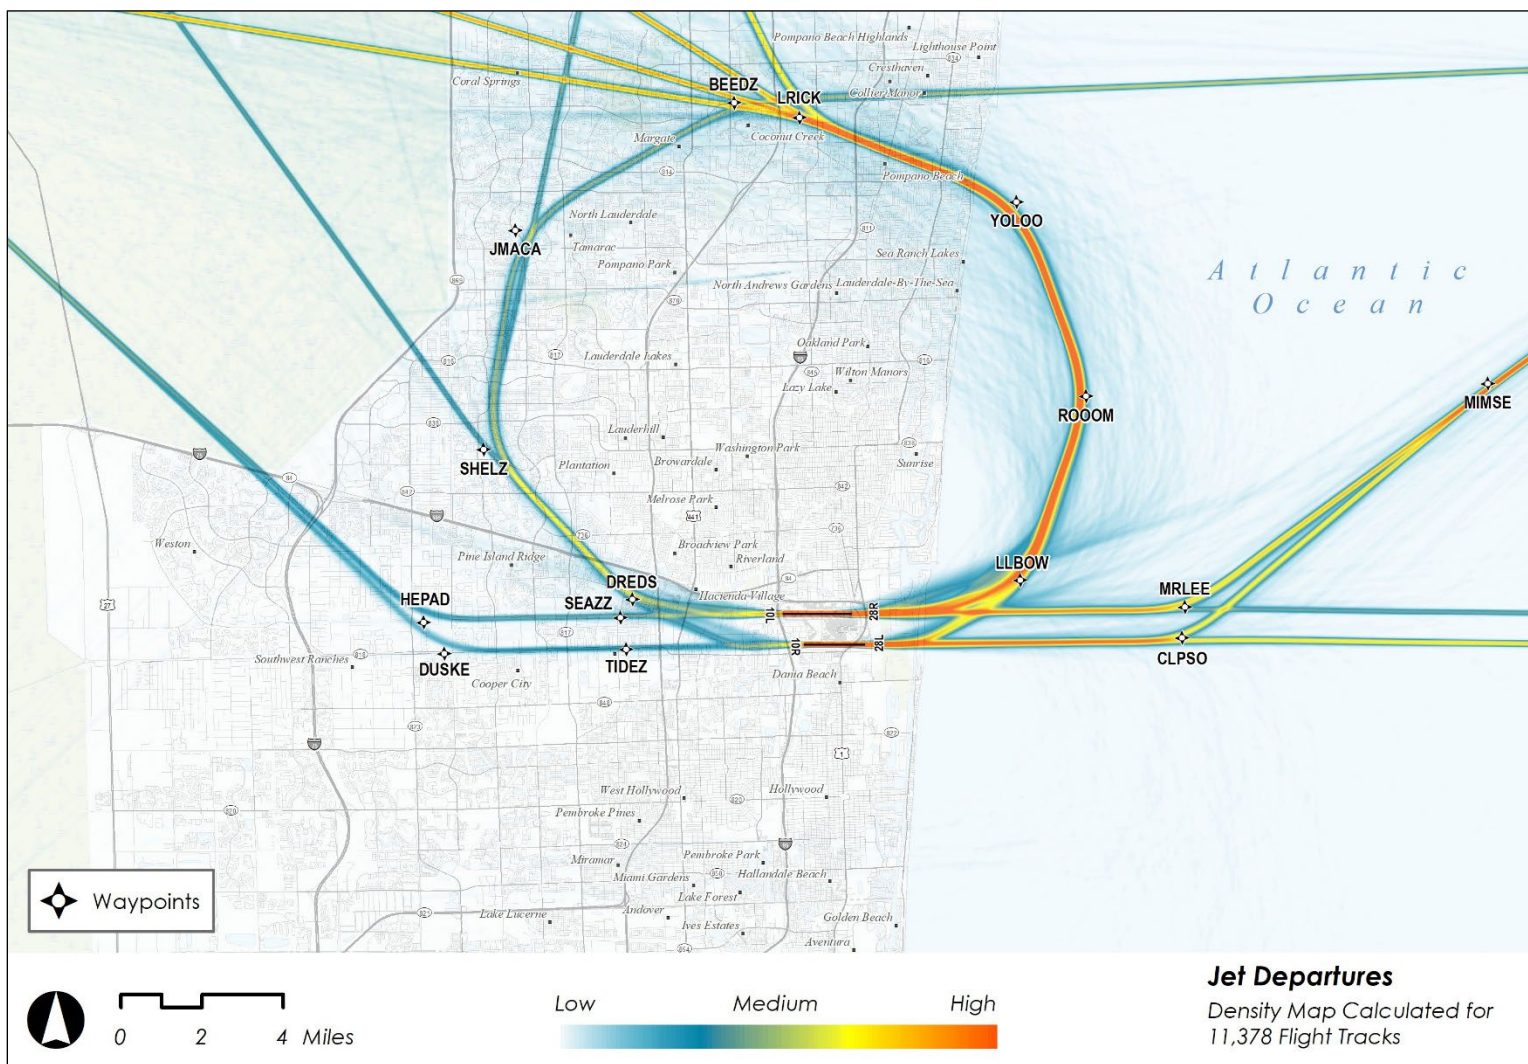 Pompano Beach Highlands
Lighthouse Point
Cresthaven
Collier Manor
Coral Springs
BEEDZ
LRICK
Margate
Coconut Creek
Pompano Beach
YOLOO
North Lauderdale
JMACA
Tamarac
Pompano Park
Sea Ranch Lakes
North Andrews Gardens
Lauderdale-By-The-Sea
Atlantic
Ocean
Oakland Park
Lauderdale Lakes
Wilton Manors
Lazy Lake
ROOOM
MIMSE
Lauderhill
Washington Park
SHELZ
Plantation
Browardale
Sunrise
Melrose Park
441
Weston
Pine Island Ridge
Broadview Park
Riverland
LLBOW
DREDS
Hacienda Village
MRLEE
HEPAD
SEAZZ
10L
28R
27
DUSKE
TIDEZ
10R
28L
CLPSO
Southwest Ranches
Cooper City
Dania Beach
1
West Hollywood
Hollywood
Pembroke Pines
Miramar
Pembroke Park
Miami Gardens
Hallandale Beach
Lake Forest
Lake Lucerne
Andover
Golden Beach
Ives Estates
Aventura
Waypoints
0 2 4 Miles
Low Medium High
Jet Departures
Density Map Calculated for
11,378 Flight Tracks